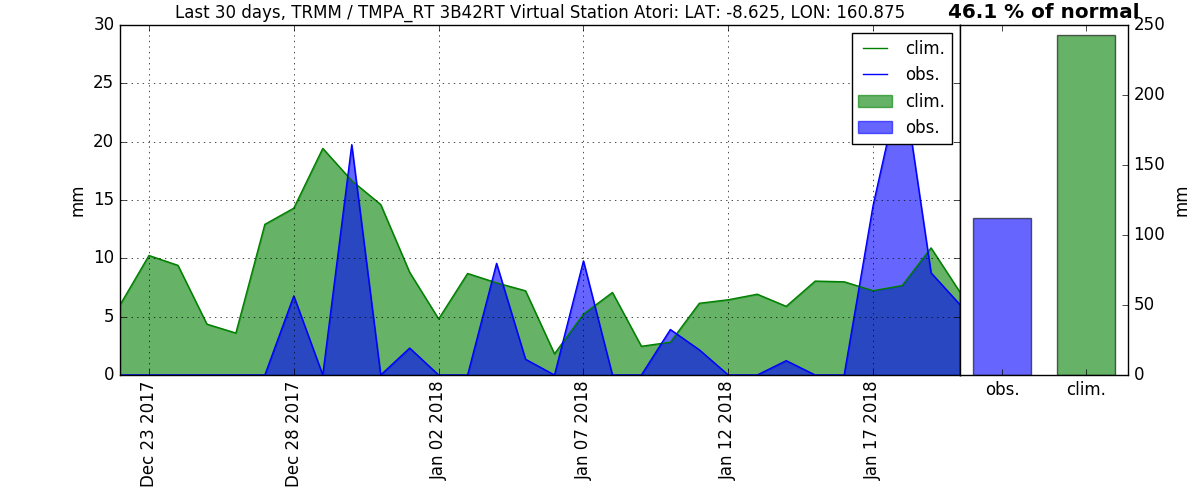 Last 30 days, TRMM / TMPA_RT 3B42RT Virtual Station Atori: LAT: -8.625, LON: 160.875
46.1 % of normal
30
25
20
15
10
5
0
mm
clim.
obs.
clim.
obs.
250
200
150
100
50
0
mm
Dec 23 2017
Dec 28 2017
Jan 02 2018
Jan 07 2018
Jan 12 2018
Jan 17 2018
obs.
clim.